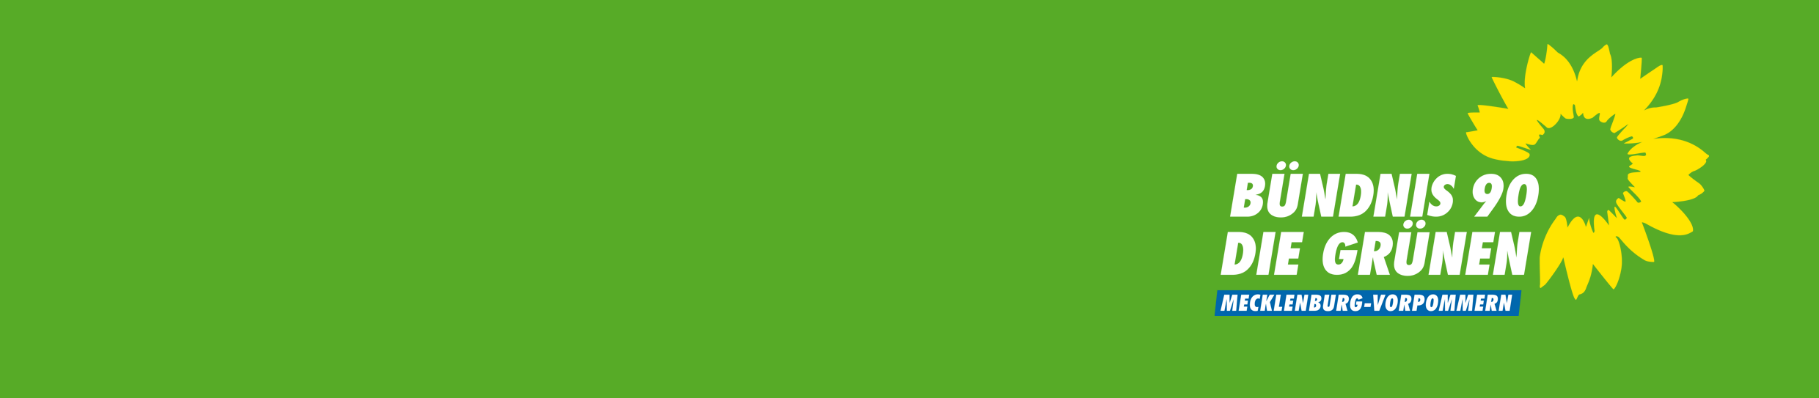 BÜNDNIS 90
DIE GRÜNEN
MECKLENBURG-VORPOMMERN